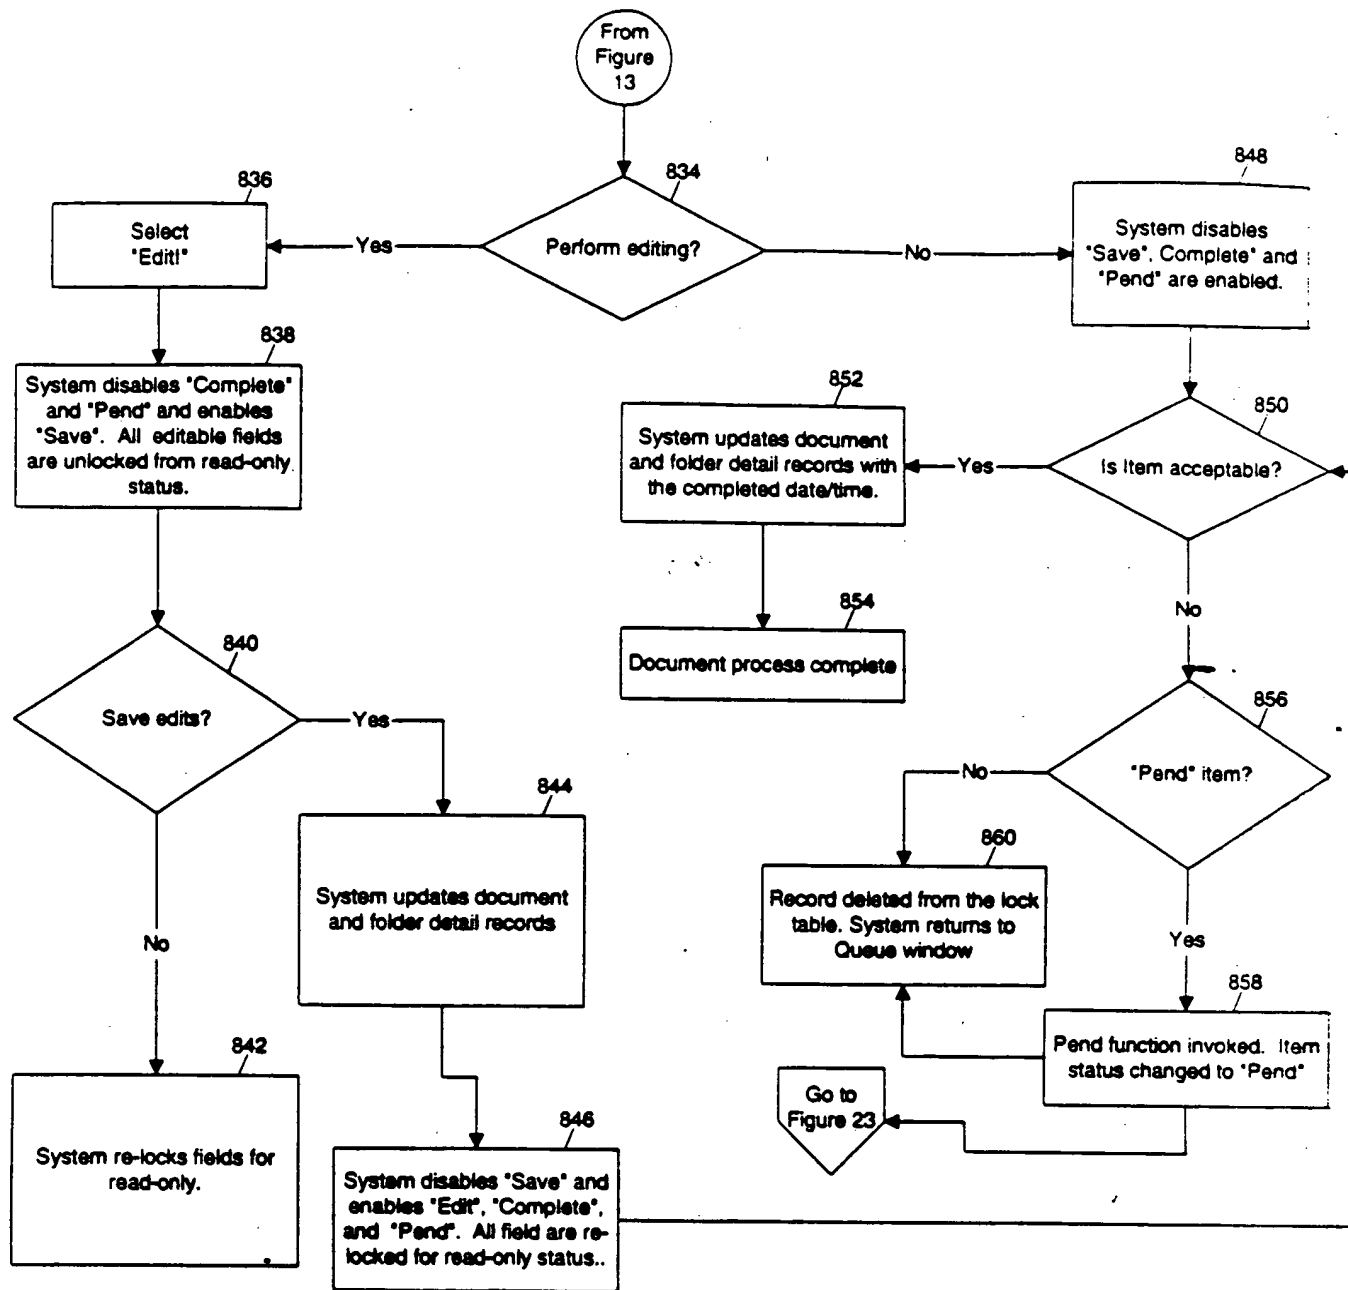 From
Figure
13
834
Perform editing?
Yes
No
836
Select
"Edit!"
838
System disables "Complete"
and "Pend" and enables
"Save". All editable fields
are unlocked from read-only
status.
840
Save edits?
Yes
No
842
System re-locks fields for
read-only.
844
System updates document
and folder detail records
846
System disables "Save" and
enables "Edit", "Complete",
and "Pend". All field are re-
locked for read-only status..
848
System disables
"Save", Complete" and
"Pend" are enabled.
850
Is Item acceptable?
Yes
No
852
System updates document
and folder detail records with
the completed date/time.
854
Document process complete
856
"Pend" item?
No
Yes
858
Pend function invoked. Item
status changed to "Pend"
860
Record deleted from the lock
table. System returns to
Queue window
Go to
Figure 23